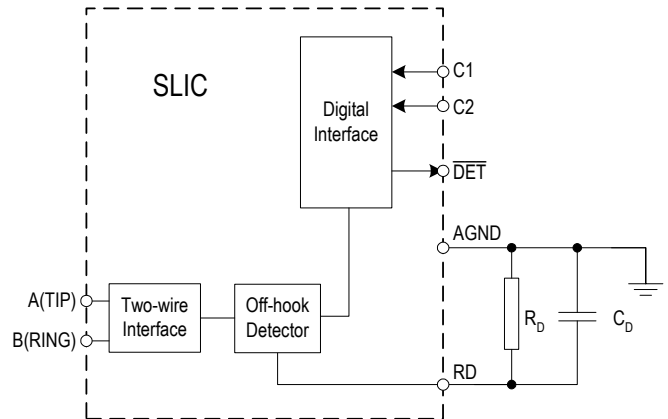 SLIC
Digital
Interface
C1
C2
DET
AGND
A(TIP)
B(RING)
Two-wire
Interface
Off-hook
Detector
RD
CD
RD